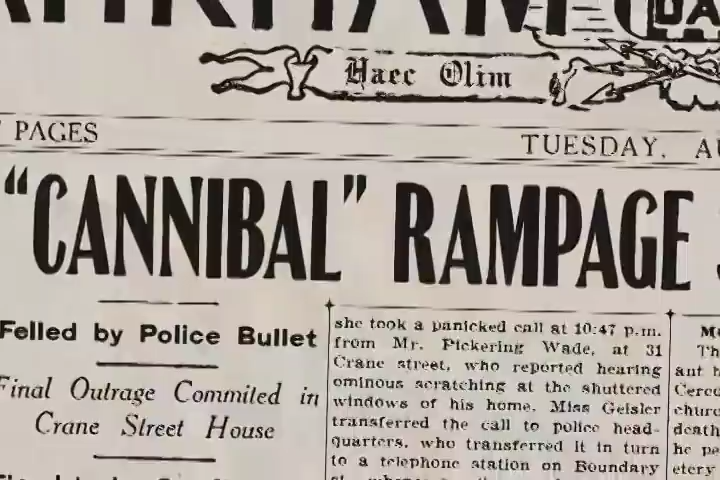 Haec Olim
PAGES
TUESDAY,
"CANNIBAL" RAMPAGE
Felled by Police Bullet
Final Outrage Commited in
Crane Street House
she took a panicked call at 10:47 p.m.
from Mr. Pickering Wade, at 31
Crane street, who reported hearing
ominous scratching at the shuttered
windows of his home. Miss Geisler
transferred the call to police head-
quarters, who transferred it in turn
to a telephone station on Boundary
ant
death
he